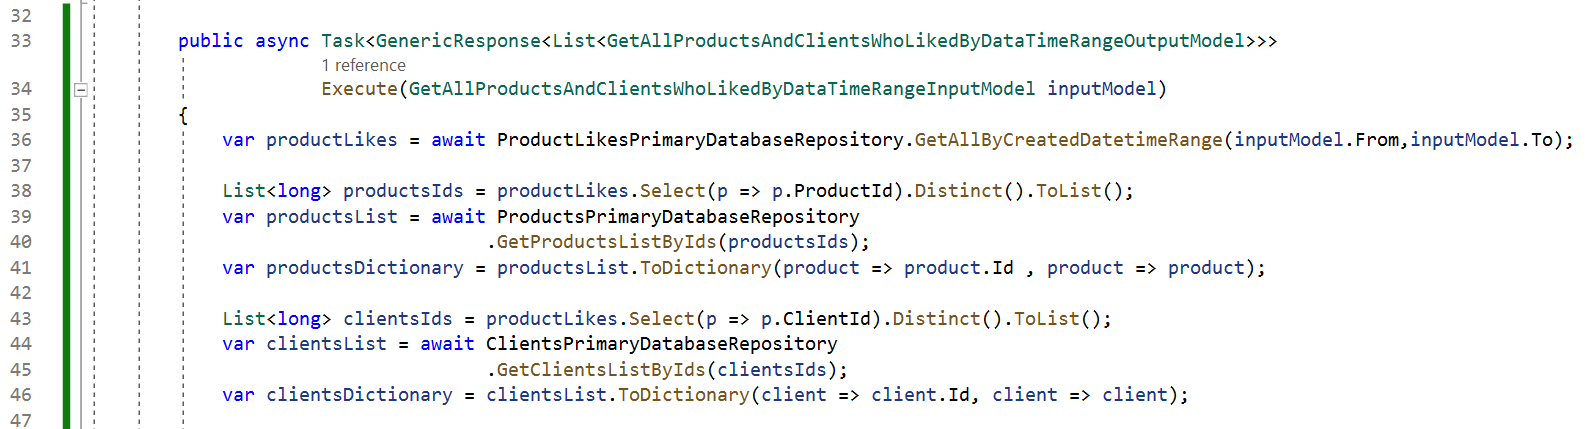 32
33 public async Task<GenericResponse<List<GetAllProductsAndClientsWhoLikedByDataTimeRangeOutputModel>>>
1 reference
34 Execute(GetAllProductsAndClientsWhoLikedByDataTimeRangeInputModel inputModel)
35 {
36 var productLikes = await ProductLikesPrimaryDatabaseRepository.GetAllByCreatedDatetimeRange(inputModel.From,inputModel.To);
37
38 List<long> productsIds = productLikes.Select(p => p.ProductId).Distinct().ToList();
39 var productsList = await ProductsPrimaryDatabaseRepository
40 .GetProductsListByIds(productsIds);
41 var productsDictionary = productsList.ToDictionary(product => product.Id , product => product);
42
43 List<long> clientsIds = productLikes.Select(p => p.ClientId).Distinct().ToList();
44 var clientsList = await ClientsPrimaryDatabaseRepository
45 .GetClientsListByIds(clientsIds);
46 var clientsDictionary = clientsList.ToDictionary(client => client.Id, client => client);
47